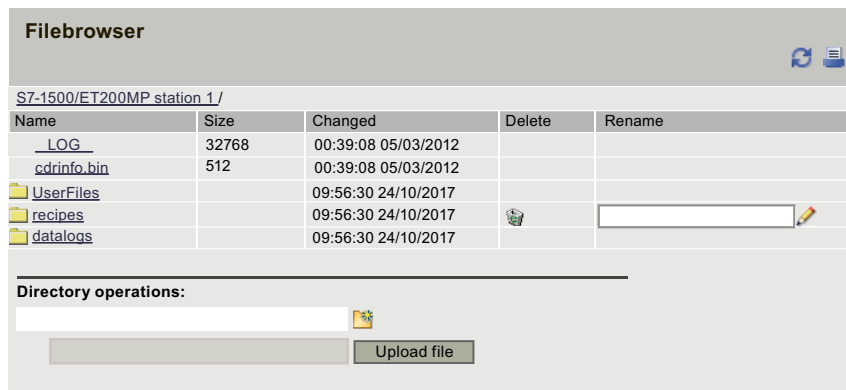 Filebrowser
S7-1500/ET200MP station 1 /
Name Size Changed Delete Rename
__LOG__ 32768 00:39:08 05/03/2012
cdrinfo.bin 512 00:39:08 05/03/2012
UserFiles 09:56:30 24/10/2017
recipes 09:56:30 24/10/2017
datalogs 09:56:30 24/10/2017
Directory operations:
Upload file